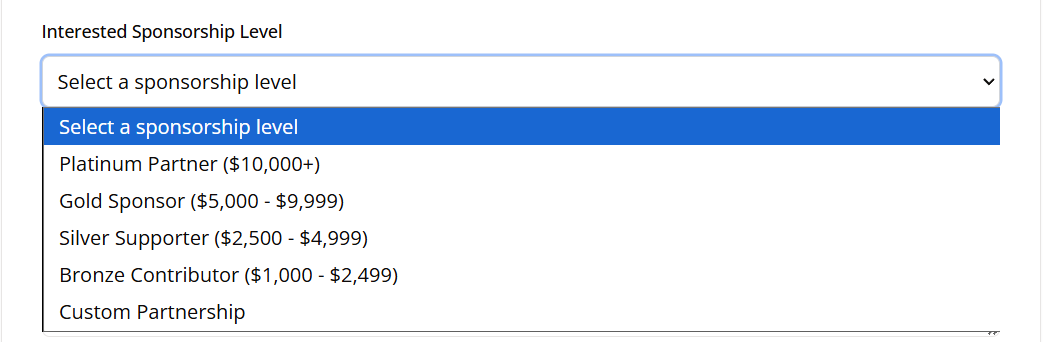 Interested Sponsorship Level
Select a sponsorship level
Select a sponsorship level
Platinum Partner ($10,000+)
Gold Sponsor ($5,000 - $9,999)
Silver Supporter ($2,500 - $4,999)
Bronze Contributor ($1,000 - $2,499)
Custom Partnership